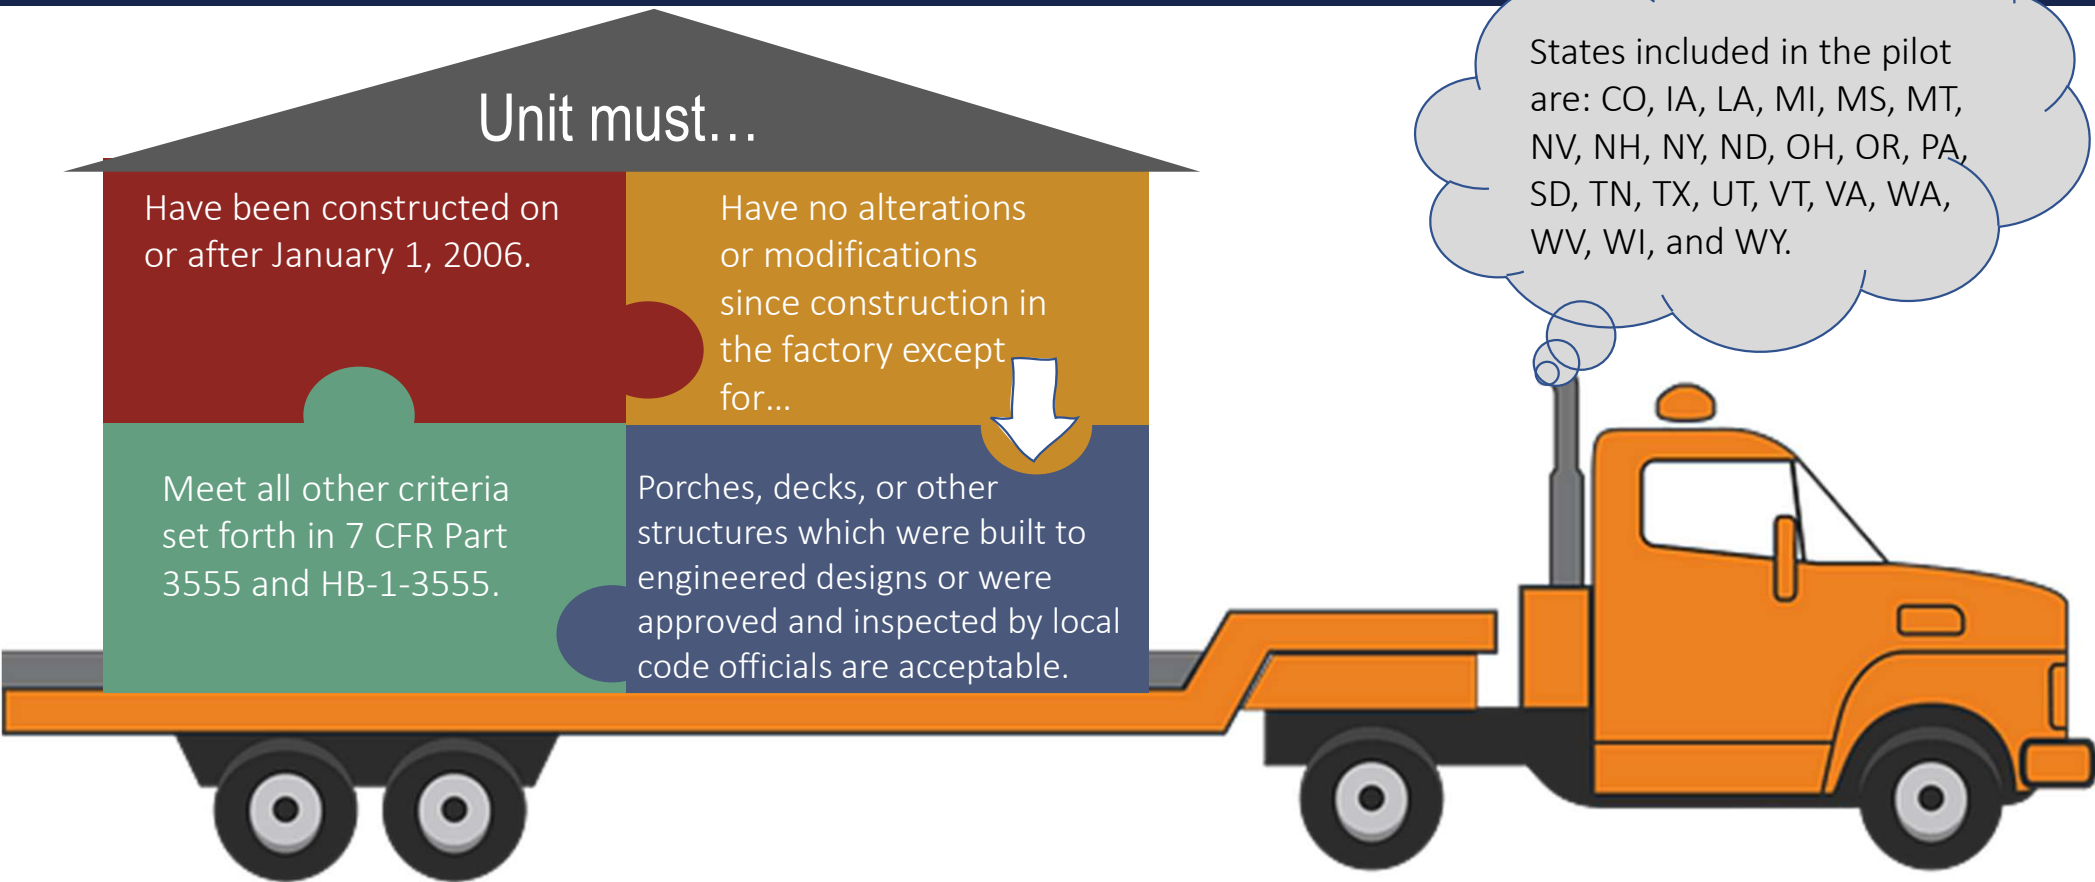 Unit must…
Have been constructed on
or after January 1, 2006.
Have no alterations
or modifications
since construction in
the factory except
for…
Meet all other criteria
set forth in 7 CFR Part
3555 and HB-1-3555.
Porches, decks, or other
structures which were built to
engineered designs or were
approved and inspected by local
code officials are acceptable.
States included in the pilot
are: CO, IA, LA, MI, MS, MT,
NV, NH, NY, ND, OH, OR, PA,
SD, TN, TX, UT, VT, VA, WA,
WV, WI, and WY.